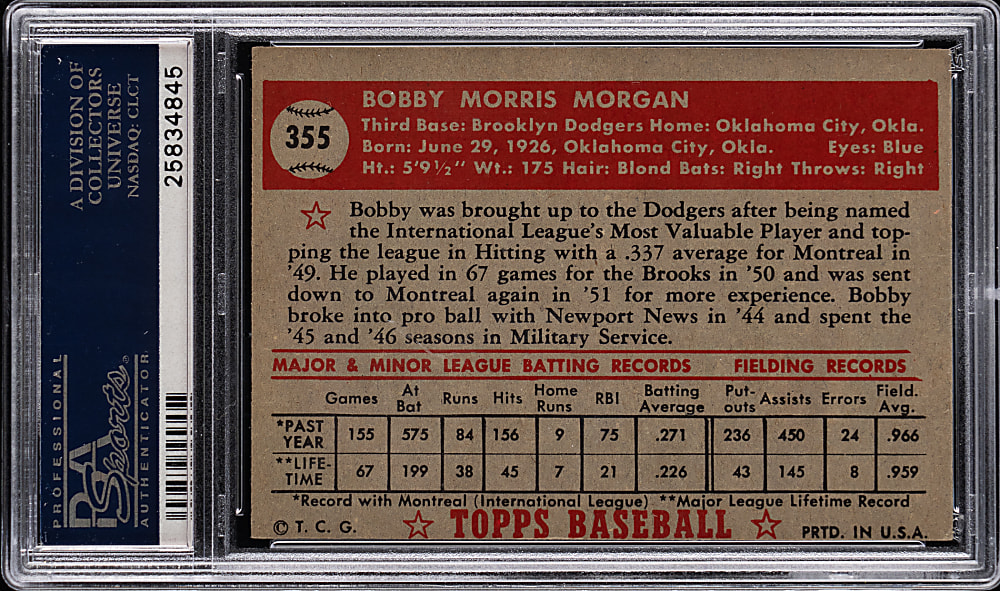 A DIVISION OF
COLLECTORS
UNIVERSE
NASDAQ: CLCT
25834845
PROFESSIONAL
PSA
Sports
AUTHENTICATOR
355
BOBBY MORRIS MORGAN
Third Base: Brooklyn Dodgers Home: Oklahoma City, Okla.
Born: June 29, 1926, Oklahoma City, Okla. Eyes: Blue
Ht.: 5'9½" Wt.: 175 Hair: Blond Bats: Right Throws: Right
Bobby was brought up to the Dodgers after being named
the International League's Most Valuable Player and top-
ping the league in Hitting with a .337 average for Montreal in
'49. He played in 67 games for the Brooks in '50 and was sent
down to Montreal again in '51 for more experience. Bobby
broke into pro ball with Newport News in '44 and spent the
'45 and '46 seasons in Military Service.
MAJOR & MINOR LEAGUE BATTING RECORDS FIELDING RECORDS
Games At Bat Runs Hits Home Runs RBI Batting Average Put-outs Assists Errors Field. Avg.
*PAST YEAR 155 575 84 156 9 75 .271 236 450 24 .966
**LIFE-TIME 67 199 38 45 7 21 .226 43 145 8 .959
*Record with Montreal (International League) **Major League Lifetime Record
© T. C. G. TOPPS BASEBALL PRTD. IN U.S.A.